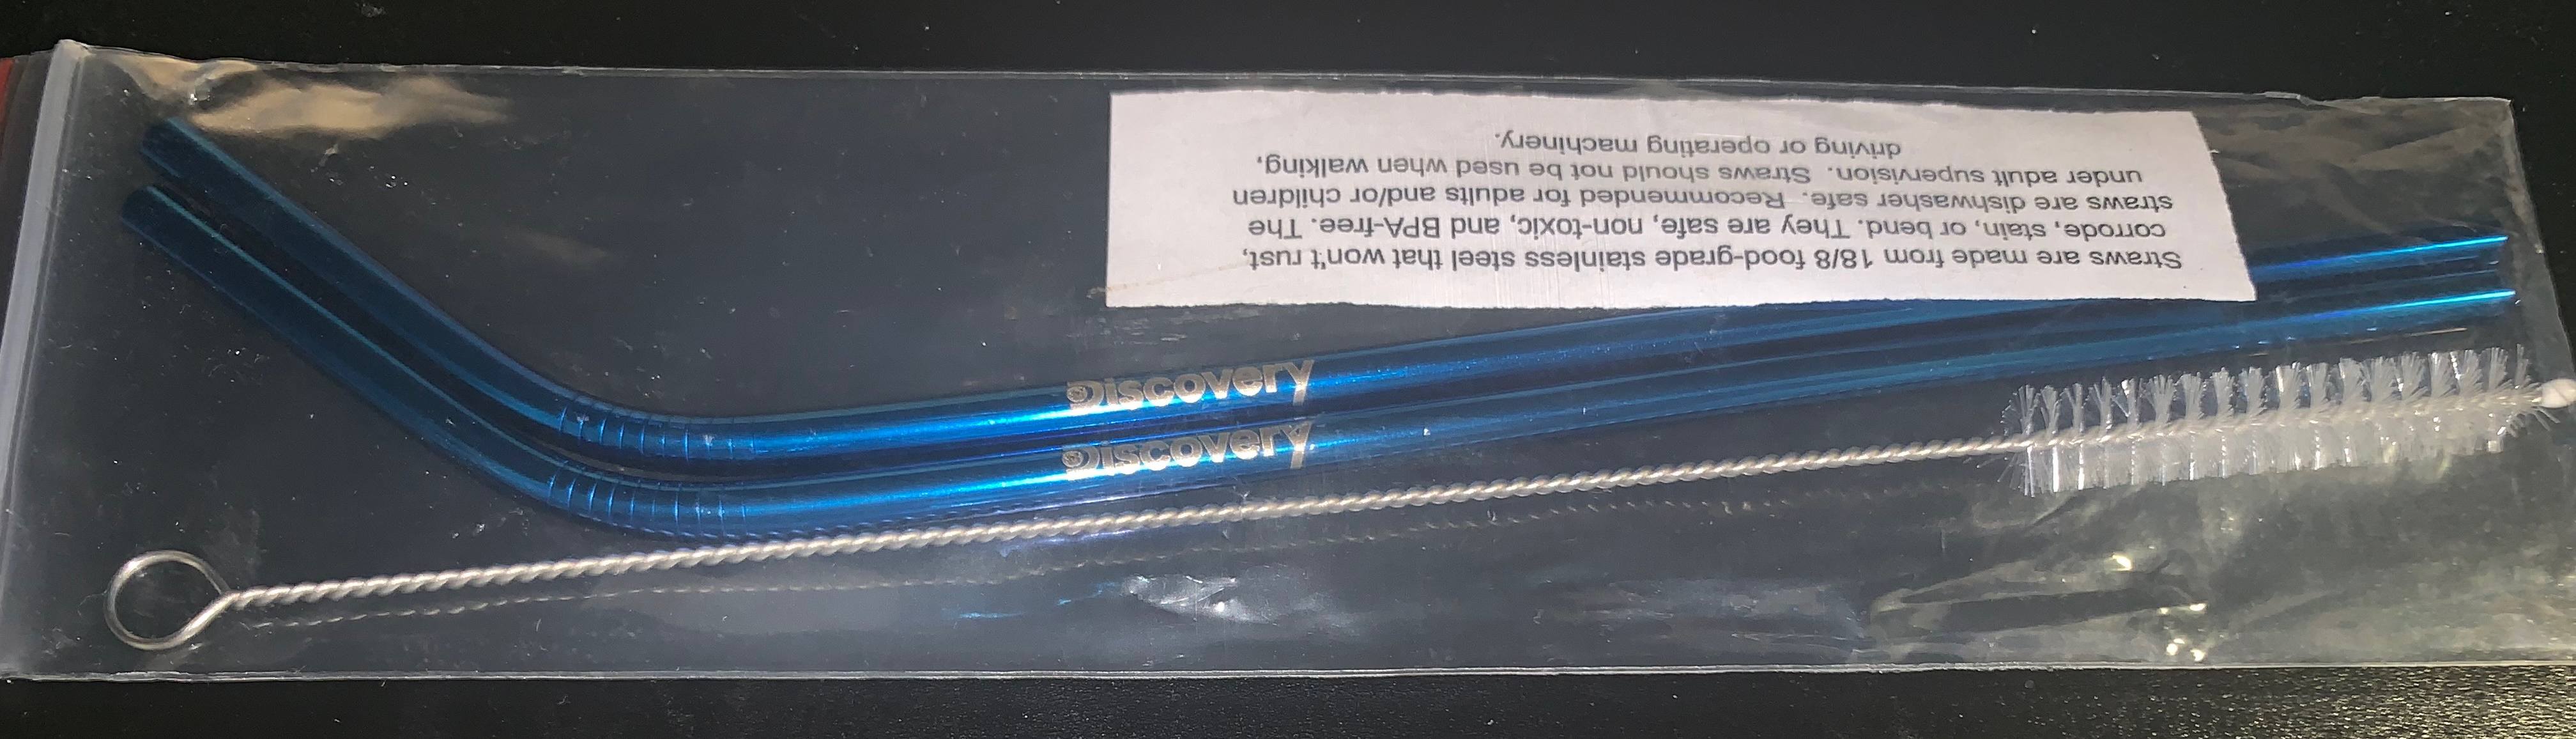 Straws are made from 18/8 food-grade stainless steel that won't rust,
corrode, stain, or bend. They are safe, non-toxic, and BPA-free. The
straws are dishwasher safe. Recommended for adults and/or children
under adult supervision. Straws should not be used when walking,
driving or operating machinery.
Discovery
Discovery